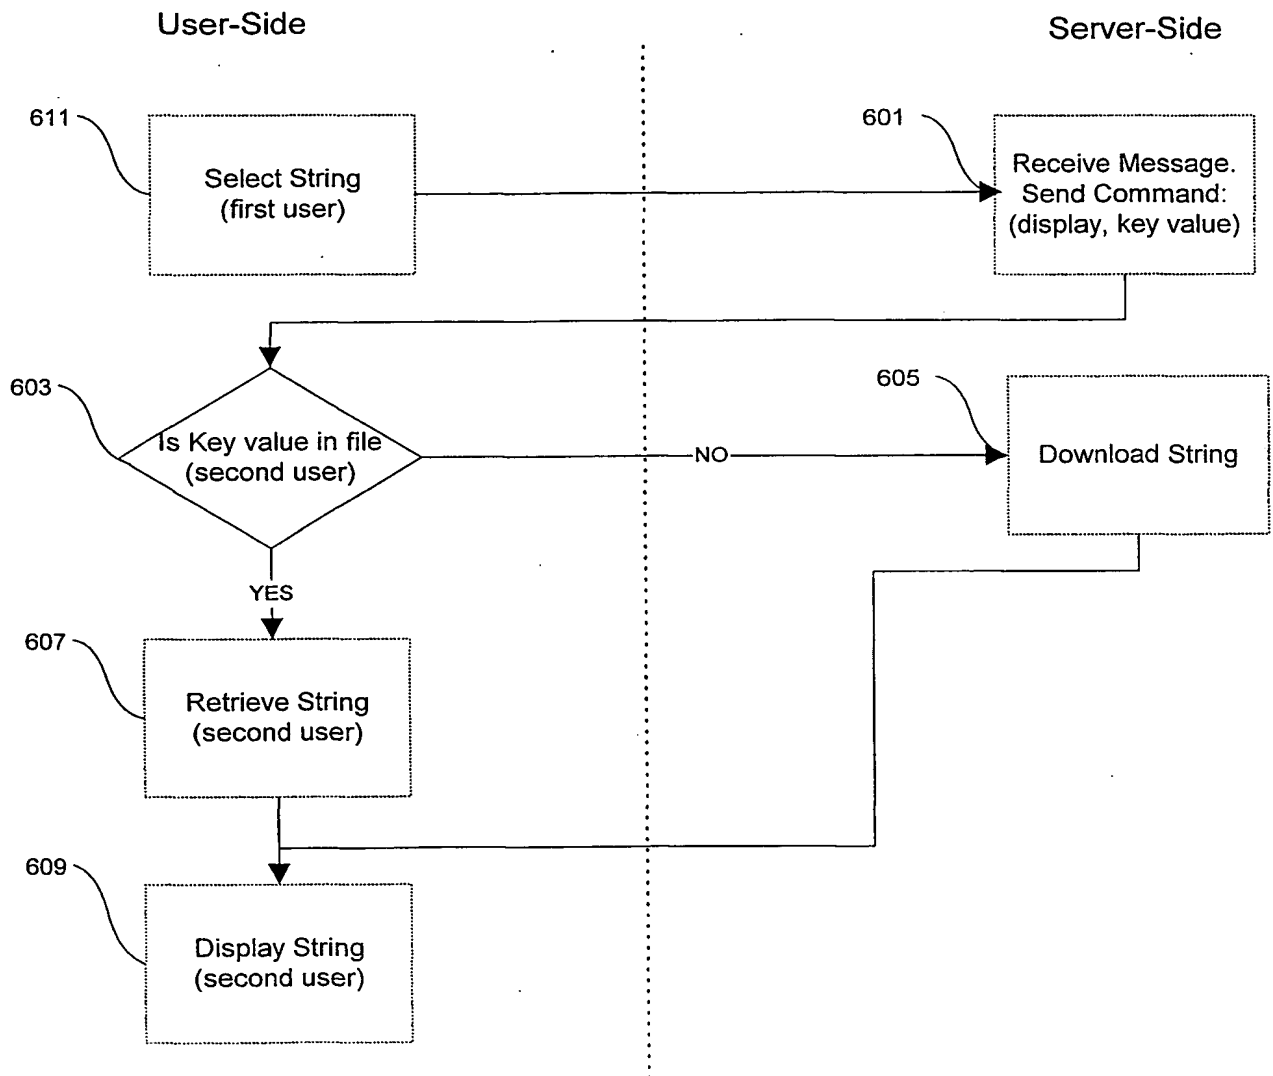 User-Side
Server-Side
611
Select String
(first user)
601
Receive Message.
Send Command:
(display, key value)
603
Is Key value in file
(second user)
NO
605
Download String
YES
607
Retrieve String
(second user)
609
Display String
(second user)